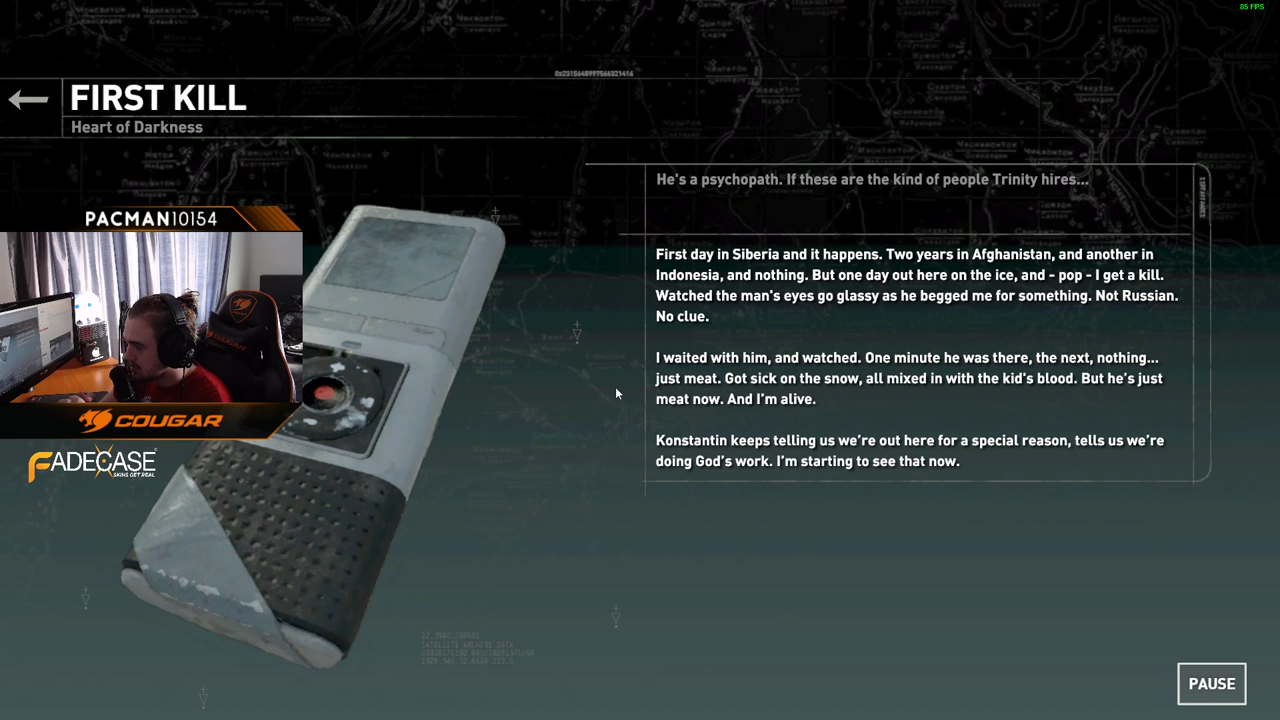 85 FPS
FIRST KILL
Heart of Darkness
He's a psychopath. If these are the kind of people Trinity hires...
PACMAN10154
First day in Siberia and it happens. Two years in Afghanistan, and another in
Indonesia, and nothing. But one day out here on the ice, and - pop - I get a kill.
Watched the man's eyes go glassy as he begged me for something. Not Russian.
No clue.
I waited with him, and watched. One minute he was there, the next, nothing...
just meat. Got sick on the snow, all mixed in with the kid's blood. But he's just
meat now. And I'm alive.
Konstantin keeps telling us we're out here for a special reason, tells us we're
doing God's work. I'm starting to see that now.
COUGAR
FADECASE
SKINS GET REAL
SATELLITE ARCHIVE DATA
PAUSE